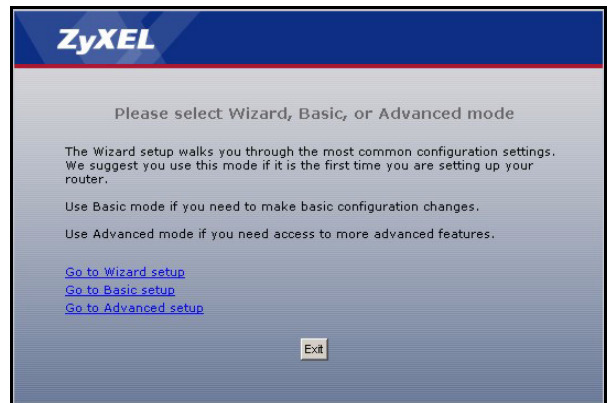 ZyXEL
Please select Wizard, Basic, or Advanced mode
The Wizard setup walks you through the most common configuration settings.
We suggest you use this mode if it is the first time you are setting up your
router.
Use Basic mode if you need to make basic configuration changes.
Use Advanced mode if you need access to more advanced features.
Go to Wizard setup
Go to Basic setup
Go to Advanced setup
Exit